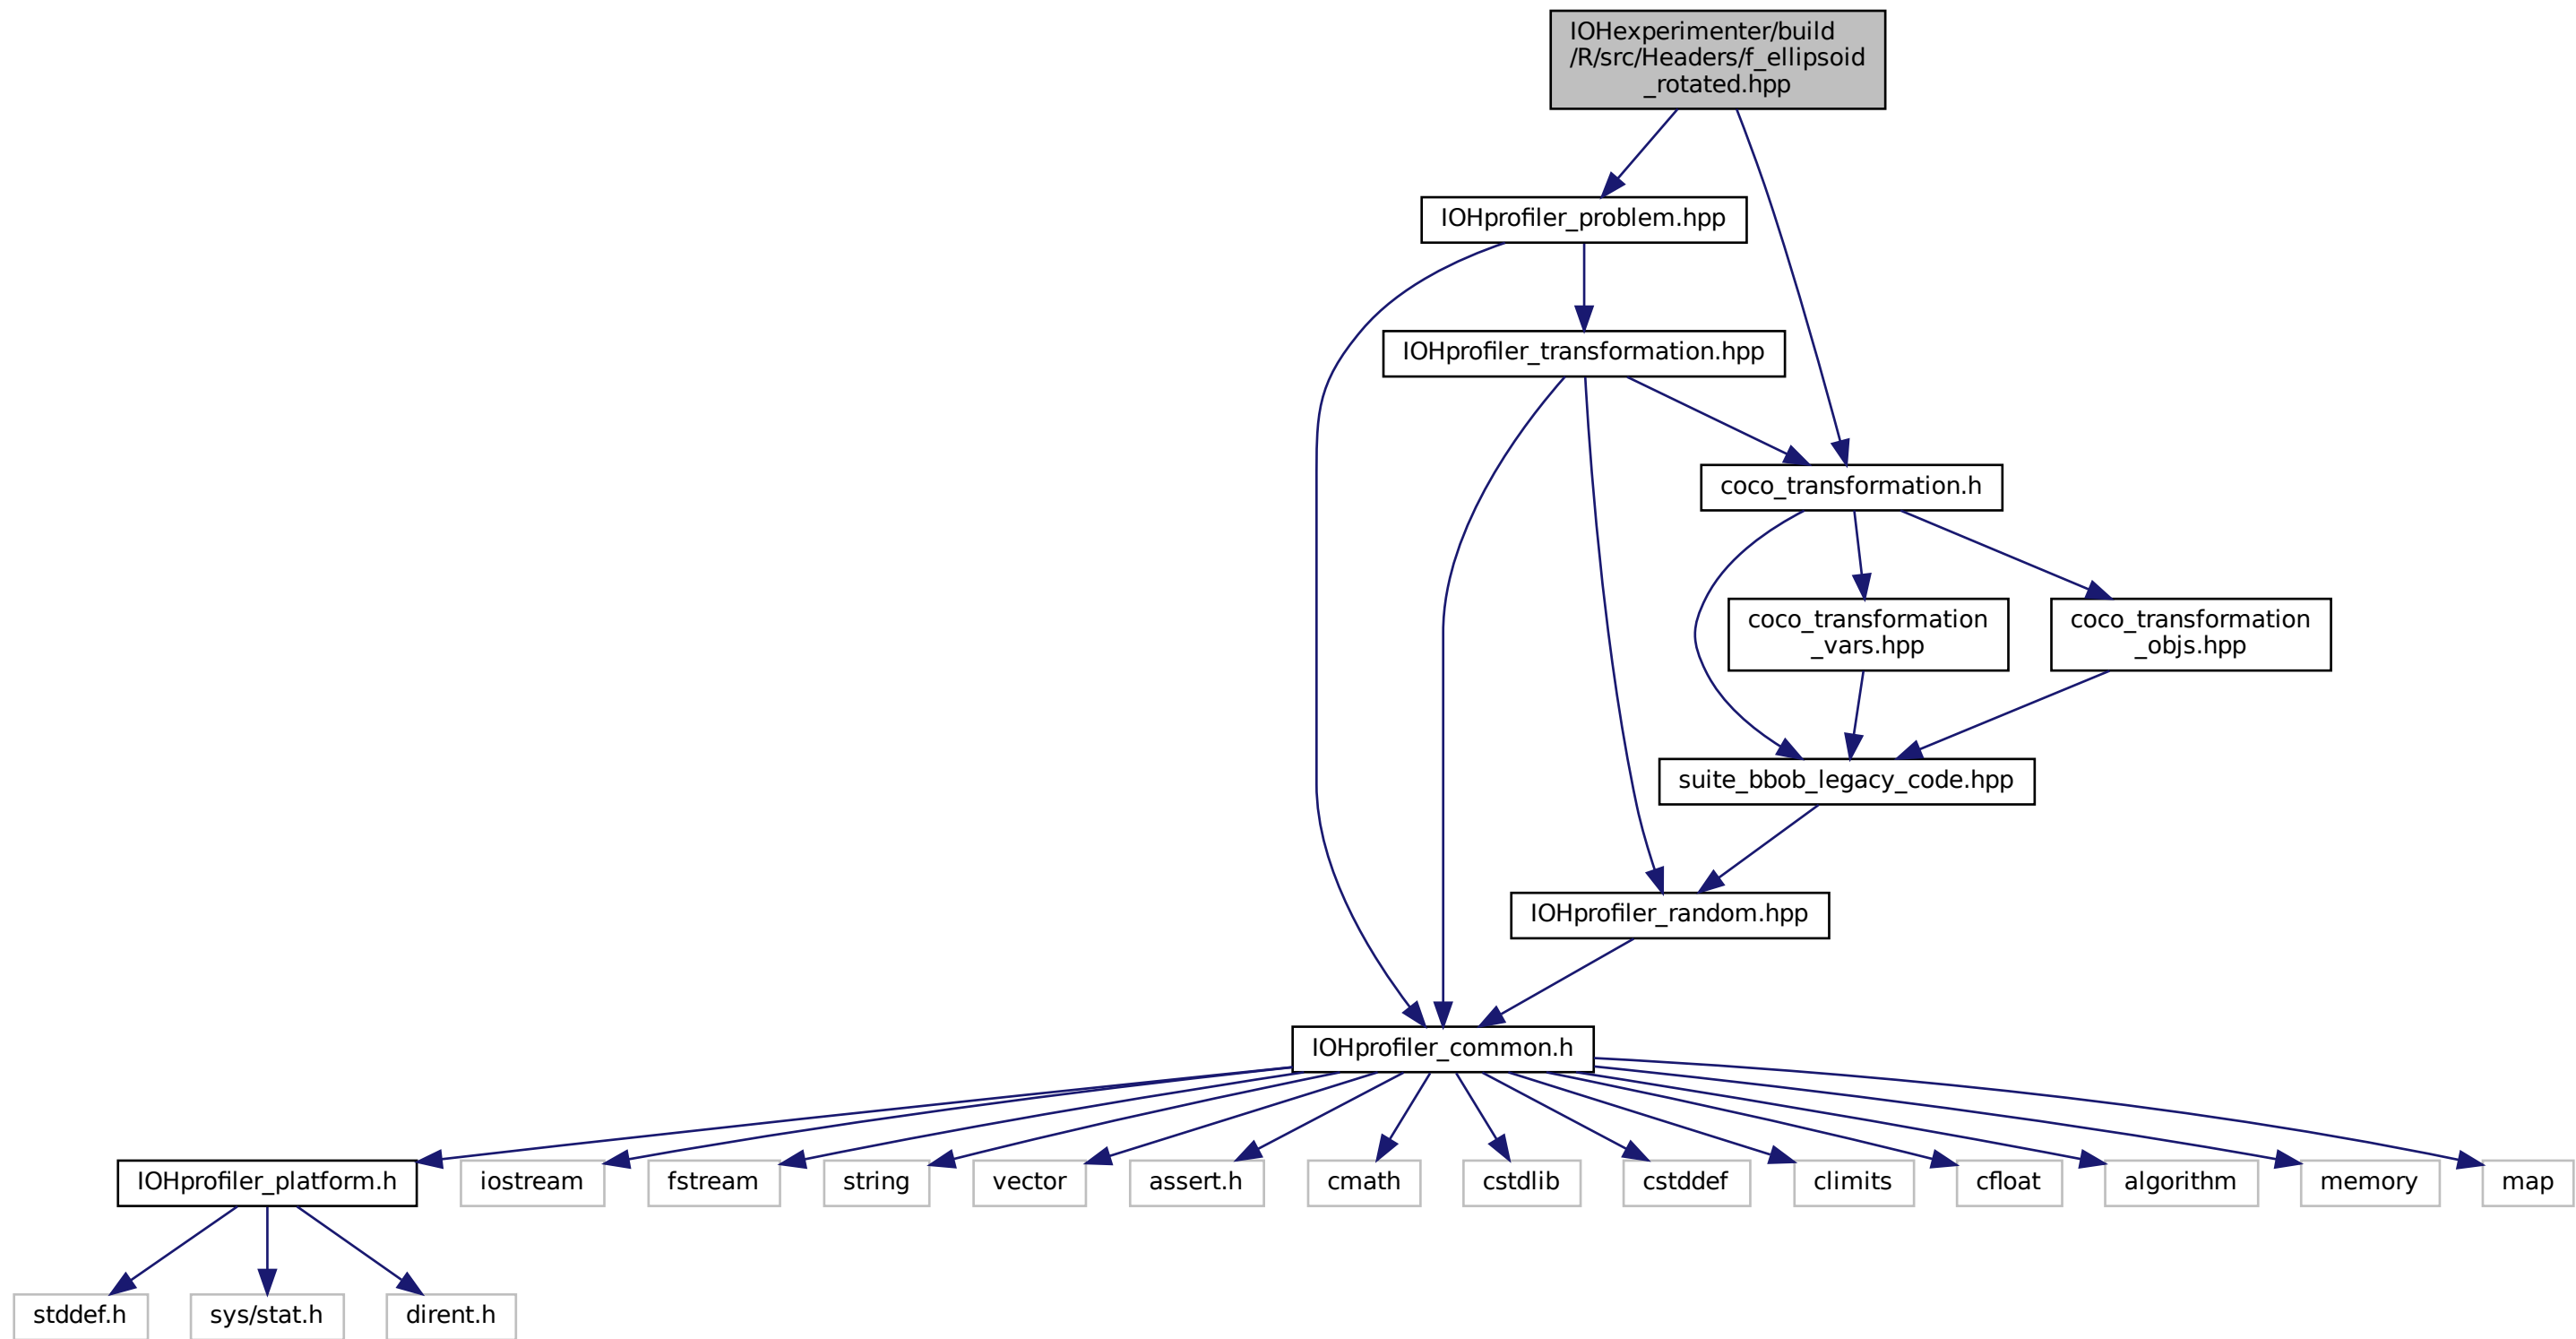 IOHexperimenter/build
/R/src/Headers/f_ellipsoid
_rotated.hpp
IOHprofiler_problem.hpp
IOHprofiler_transformation.hpp
coco_transformation.h
coco_transformation
_vars.hpp
coco_transformation
_objs.hpp
suite_bbob_legacy_code.hpp
IOHprofiler_random.hpp
IOHprofiler_common.h
IOHprofiler_platform.h
iostream
fstream
string
vector
assert.h
cmath
cstdlib
cstddef
climits
cfloat
algorithm
memory
map
stddef.h
sys/stat.h
dirent.h